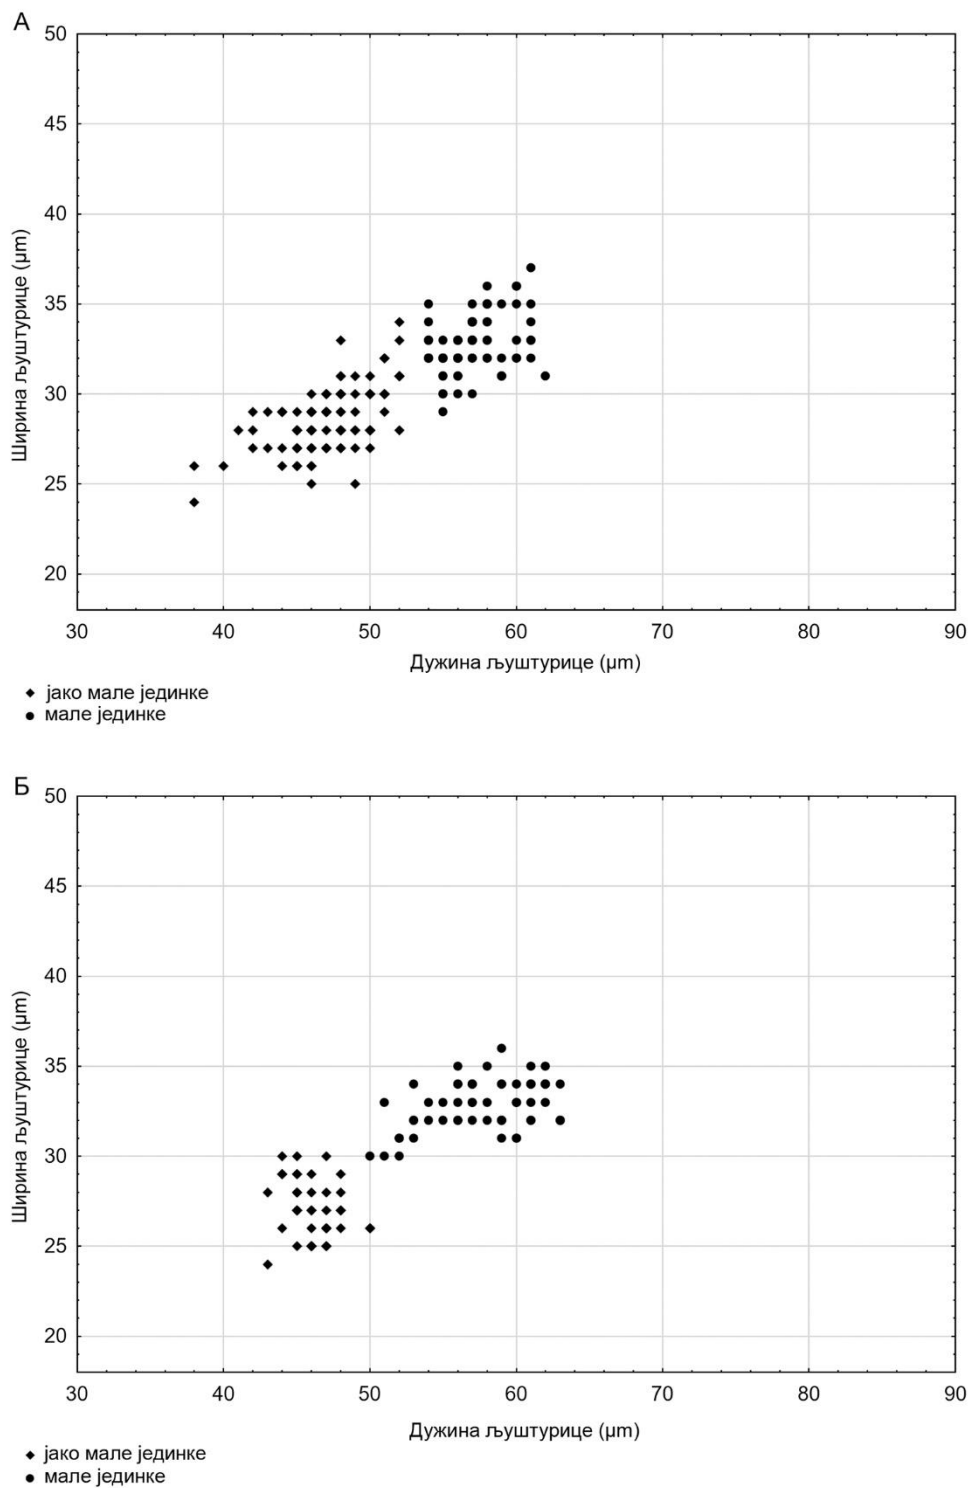 А
50
45
40
35
30
25
20
Ширина љуштурице (µm)
30 40 50 60 70 80 90
Дужина љуштурице (µm)
јако мале јединке
мале јединке
Б
50
45
40
35
30
25
20
Ширина љуштурице (µm)
30 40 50 60 70 80 90
Дужина љуштурице (µm)
јако мале јединке
мале јединке